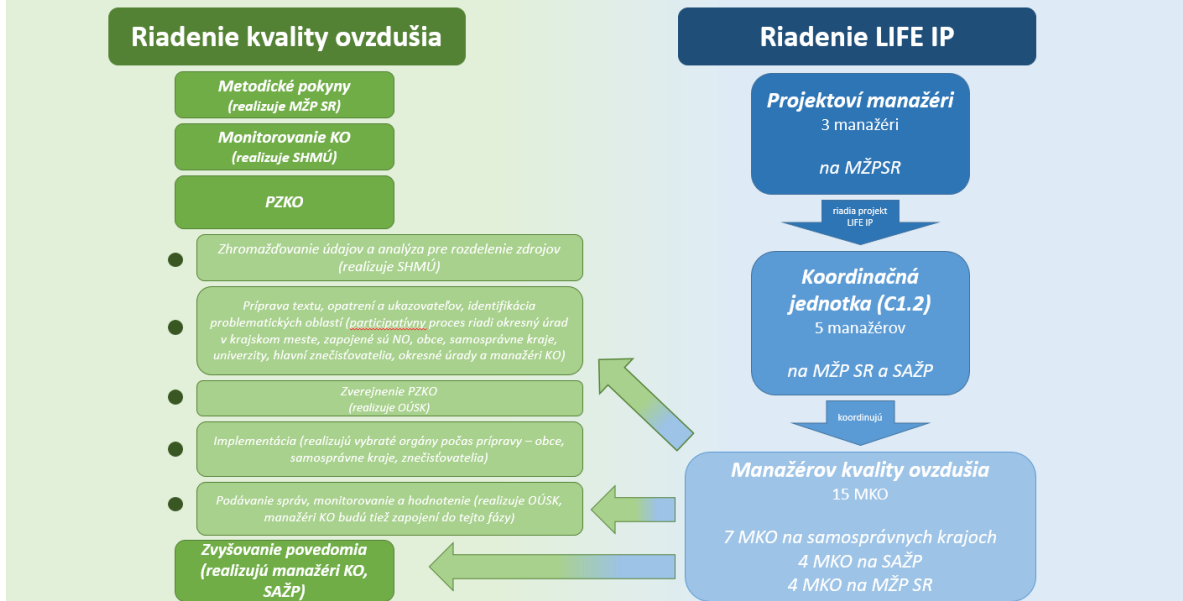 Riadenie kvality ovzdušia
Metodické pokyny
(realizuje MŽP SR)
Monitorovanie KO
(realizuje SHMÚ)
PZKO
Zhromažďovanie údajov a analýza pre rozdelenie zdrojov
(realizuje SHMÚ)
Príprava textu, opatrení a ukazovateľov, identifikácia
problematických oblastí (participatívny proces riadi okresný úrad
v krajskom meste, zapojené sú NO, obce, samosprávne kraje,
univerzity, hlavní znečisťovatelia, okresné úrady a manažéri KO)
Zverejnenie PZKO
(realizuje OÚSK)
Implementácia (realizujú vybraté orgány počas prípravy – obce,
samosprávne kraje, znečisťovatelia)
Podávanie správ, monitorovanie a hodnotenie (realizuje OÚSK,
manažéri KO budú tiež zapojení do tejto fázy)
Zvyšovanie povedomia
(realizujú manažéri KO,
SAŽP)
Riadenie LIFE IP
Projektoví manažéri
3 manažéri
na MŽPSR
riadia projekt
LIFE IP
Koordinačná
jednotka (C1.2)
5 manažérov
na MŽP SR a SAŽP
koordinujú
Manažérov kvality ovzdušia
15 MKO
7 MKO na samosprávnych krajoch
4 MKO na SAŽP
4 MKO na MŽP SR